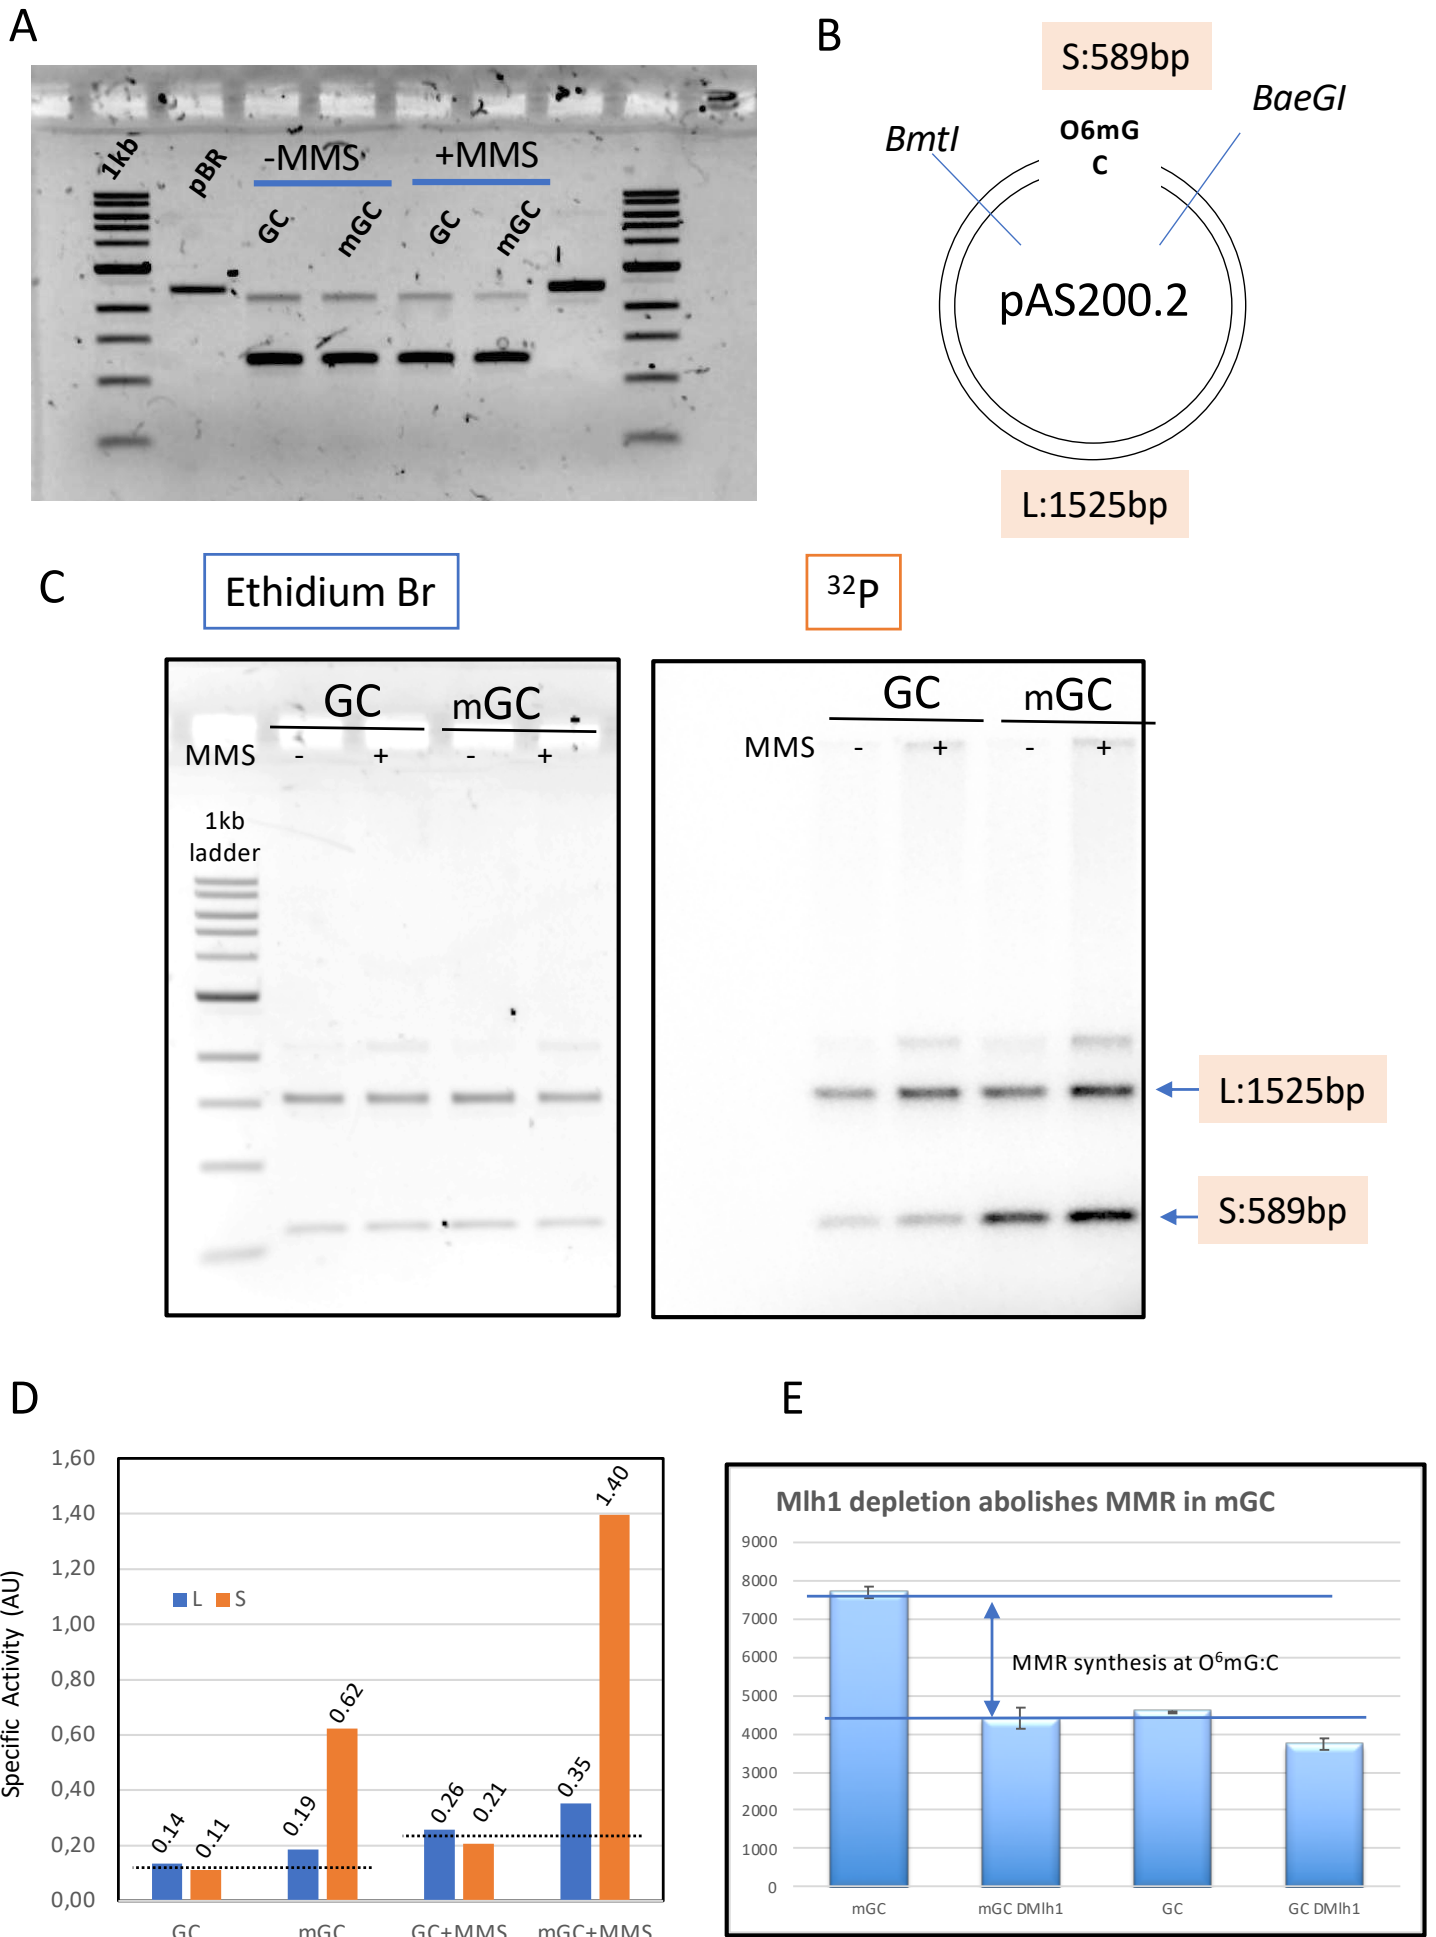 A
1kb
pBR
-MMS
+MMS
GC
mGC
GC
mGC
B
S:589bp
BmtI
BaeGI
O6mG
C
pAS200.2
L:1525bp
C
Ethidium Br
³²P
GC
mGC
MMS - + - +
1kb
ladder
GC
mGC
MMS - + - +
L:1525bp
S:589bp
D
1,60
1,40
1,20
1,00
0,80
0,60
0,40
0,20
0,00
Specific Activity (AU)
L S
0.14
0.11
0.19
0.62
0.26
0.21
0.35
1.40
GC mGC GC+MMS mGC+MMS
E
Mlh1 depletion abolishes MMR in mGC
9000
8000
7000
6000
5000
4000
3000
2000
1000
0
MMR synthesis at O⁶mG:C
mGC mGC DMlh1 GC GC DMlh1